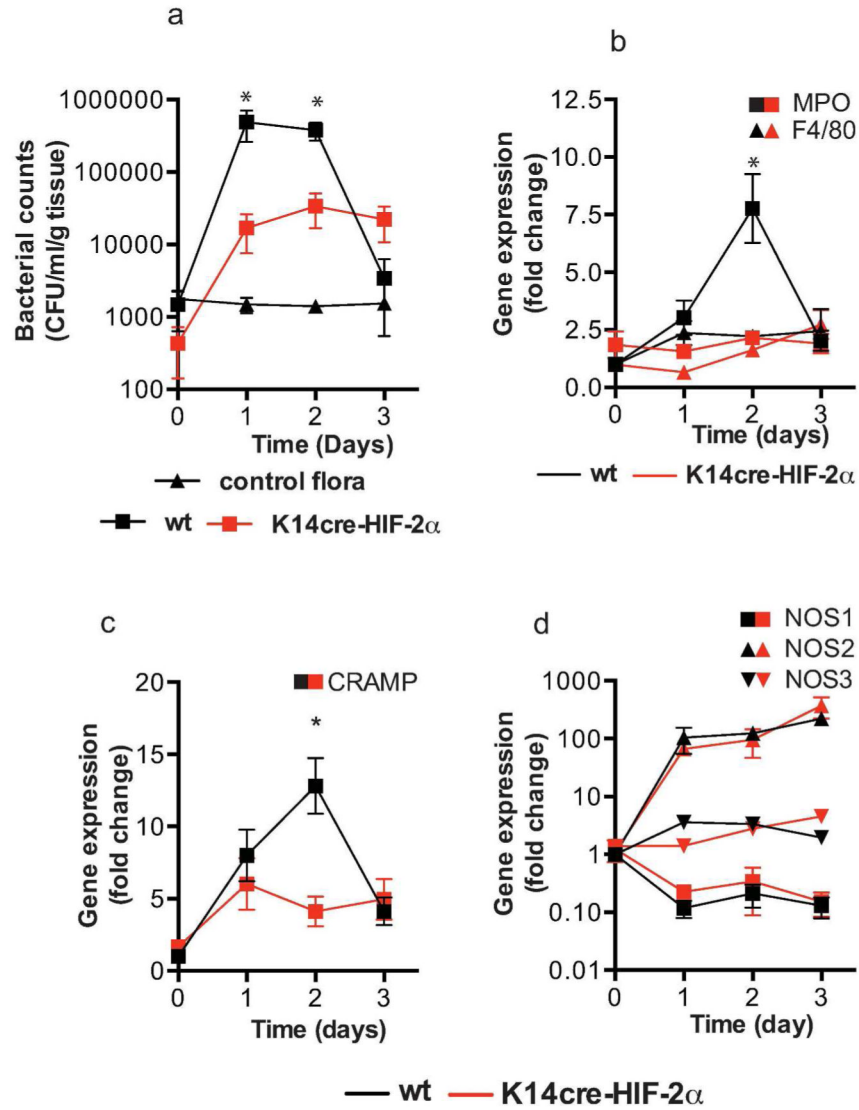 a
Bacterial counts
(CFU/ml/g tissue)
1000000
100000
10000
1000
100
* *
0 1 2 3
Time (Days)
control flora
wt K14cre-HIF-2α
b
Gene expression
(fold change)
12.5
10.0
7.5
5.0
2.5
0.0
MPO
F4/80
*
0 1 2 3
Time (days)
wt K14cre-HIF-2α
c
Gene expression
(fold change)
20
15
10
5
0
CRAMP
*
0 1 2 3
Time (days)
d
Gene expression
(fold change)
1000
100
10
1
0.10
0.01
NOS1
NOS2
NOS3
0 1 2 3
Time (day)
wt K14cre-HIF-2α